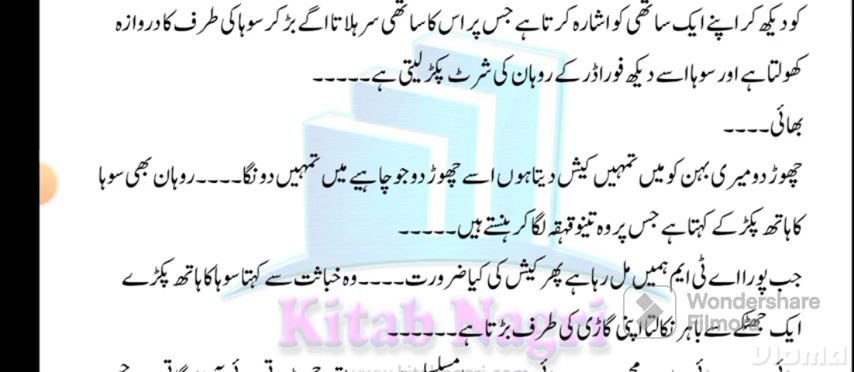 کو دیکھ کر اپنے ایک ساتھی کو اشارہ کرتا ہے جس پر اس کا ساتھی سر ہلاتا اگے بڑ کر سوہا کی طرف کا دروازہ
کھولتا ہے اور سوہا اسے دیکھ فورا ڈر کے روہان کی شرٹ پکڑ لیتی ہے۔۔۔۔۔
بھائی۔۔۔۔
چھوڑ دو میری بہن کو میں تمہیں کیش دیتا ہوں اسے چھوڑ دو جو چاہیے میں تمہیں دونگا۔۔۔۔ روہان بھی سوہا
کا ہاتھ پکڑ کے کہتا ہے جس پر وہ تینو قہقہ لگا کر ہنستے ہیں۔۔۔۔۔
جب پورا اے ٹی ایم ہمیں مل رہا ہے پھر کیش کی کیا ضرورت۔۔۔۔ وہ خباثت سے کہتا سوہا کا ہاتھ پکڑے
ایک جھٹکے سے باہر نکالتا اپنی گاڑی کی طرف بڑتا ہے۔۔۔۔۔۔
Kitab Nagri
Wondershare
Filmora